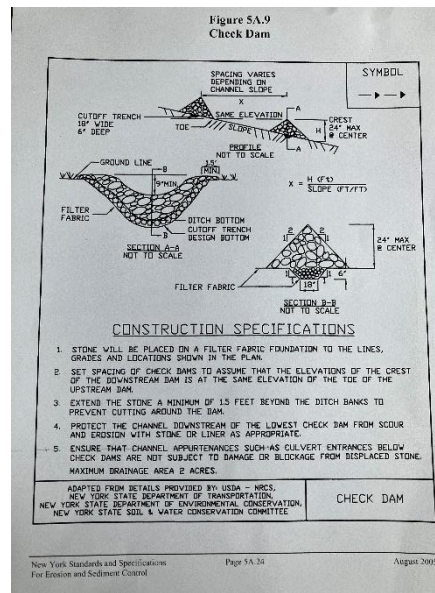 Figure 5A.9
Check Dam
SPACING VARIES
DEPENDING ON
CHANNEL SLOPE
X
SYMBOL
CUTOFF TRENCH
18" WIDE
6" DEEP
SAME ELEVATION
A
CREST
24" MAX
@ CENTER
H
TOE
SLOPE
A
PROFILE
NOT TO SCALE
GROUND LINE
B
9"MIN.
1.5'
(MIN)
X = H (Ft)
SLOPE (FT/FT)
FILTER
FABRIC
DITCH BOTTOM
CUTOFF TRENCH
DESIGN BOTTOM
B
SECTION A-A
NOT TO SCALE
2 2
1 1
24" MAX
@ CENTER
1 1
1 1
6"
18"
FILTER FABRIC
SECTION B-B
NOT TO SCALE
CONSTRUCTION SPECIFICATIONS
1. STONE WILL BE PLACED ON A FILTER FABRIC FOUNDATION TO THE LINES,
GRADES AND LOCATIONS SHOWN IN THE PLAN.
2. SET SPACING OF CHECK DAMS TO ASSUME THAT THE ELEVATIONS OF THE CREST
OF THE DOWNSTREAM DAM IS AT THE SAME ELEVATION OF THE TOE OF THE
UPSTREAM DAM.
3. EXTEND THE STONE A MINIMUM OF 1.5 FEET BEYOND THE DITCH BANKS TO
PREVENT CUTTING AROUND THE DAM.
4. PROTECT THE CHANNEL DOWNSTREAM OF THE LOWEST CHECK DAM FROM SCOUR
AND EROSION WITH STONE OR LINER AS APPROPRIATE.
5. ENSURE THAT CHANNEL APPURTENANCES SUCH AS CULVERT ENTRANCES BELOW
CHECK DAMS ARE NOT SUBJECT TO DAMAGE OR BLOCKAGE FROM DISPLACED STONE.
MAXIMUM DRAINAGE AREA 2 ACRES.
ADAPTED FROM DETAILS PROVIDED BY: USDA - NRCS,
NEW YORK STATE DEPARTMENT OF TRANSPORTATION,
NEW YORK STATE DEPARTMENT OF ENVIRONMENTAL CONSERVATION,
NEW YORK STATE SOIL & WATER CONSERVATION COMMITTEE
CHECK DAM
New York Standards and Specifications
For Erosion and Sediment Control
Page 5A.24
August 2005